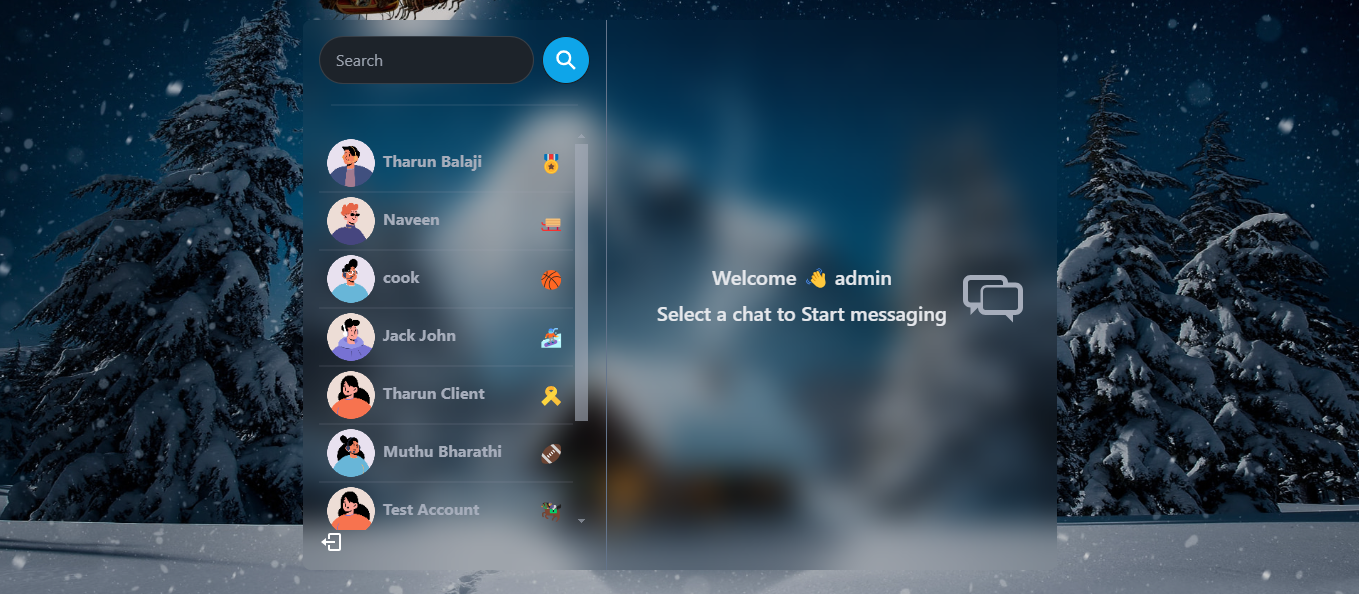 Search
Tharun Balaji
Naveen
cook
Jack John
Tharun Client
Muthu Bharathi
Test Account
Welcome 👋 admin
Select a chat to Start messaging